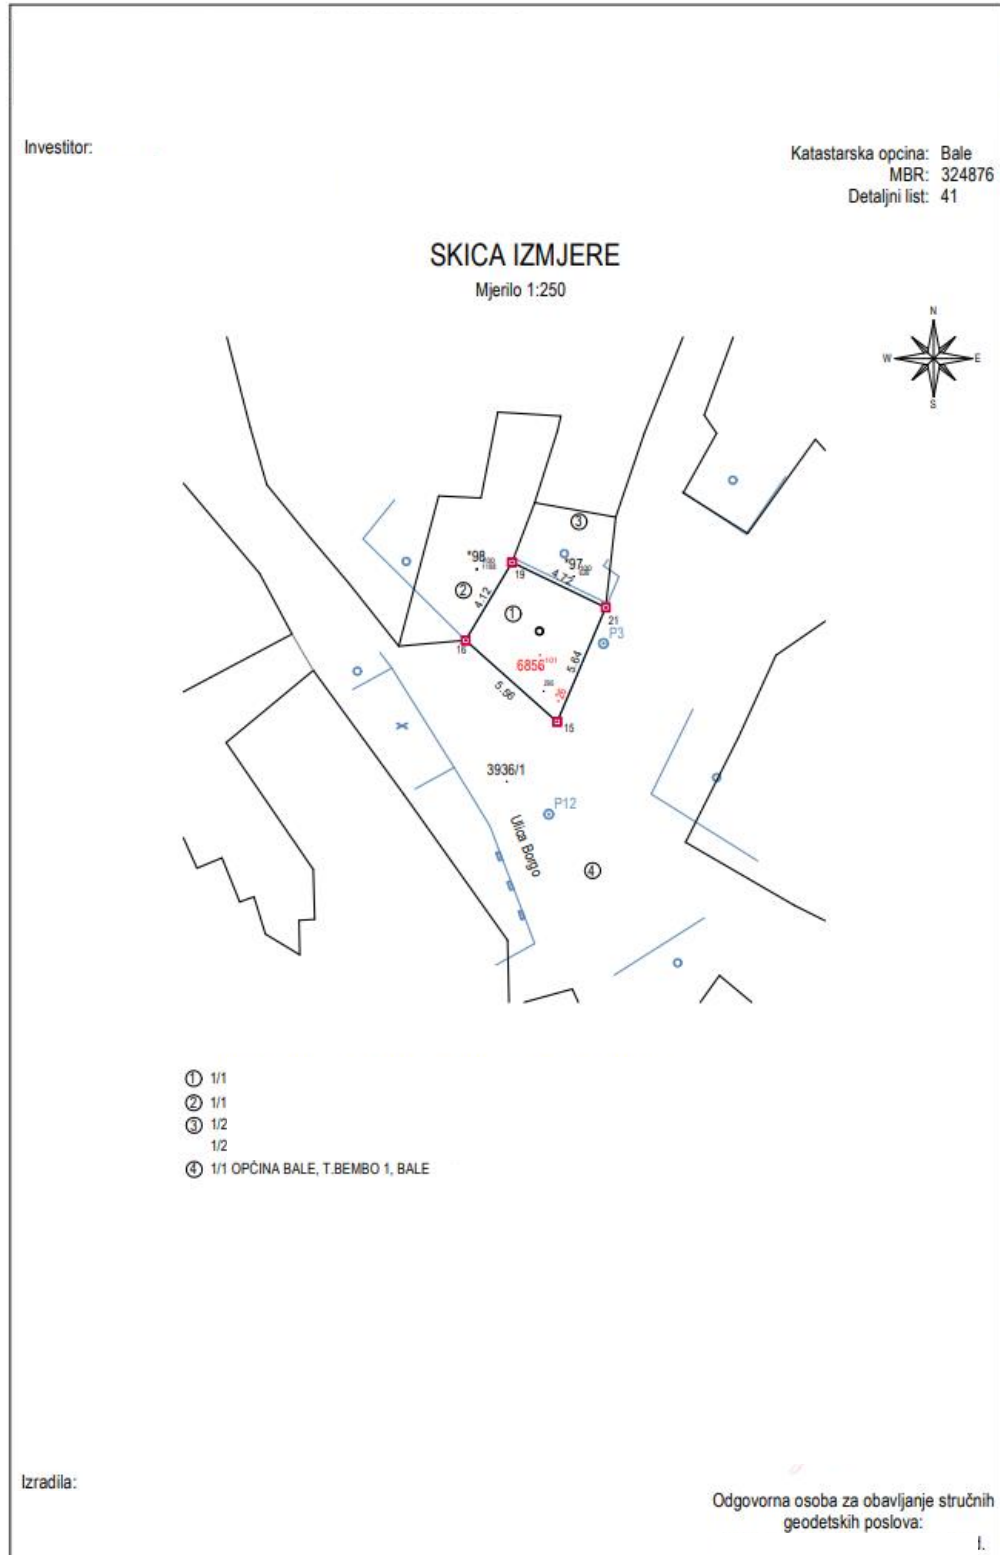 Investitor:
Katastarska opcina: Bale
MBR: 324876
Detaljni list: 41
SKICA IZMJERE
Mjerilo 1:250
N
W
E
S
3
*98
*97
19
4.72
2
4.12
1
21
P3
16
6856
5.64
5.56
15
3936/1
P12
Ulica Borgo
4
1 1/1
2 1/1
3 1/2
1/2
4 1/1 OPĆINA BALE, T.BEMBO 1, BALE
Izradila:
Odgovorna osoba za obavljanje stručnih
geodetskih poslova: